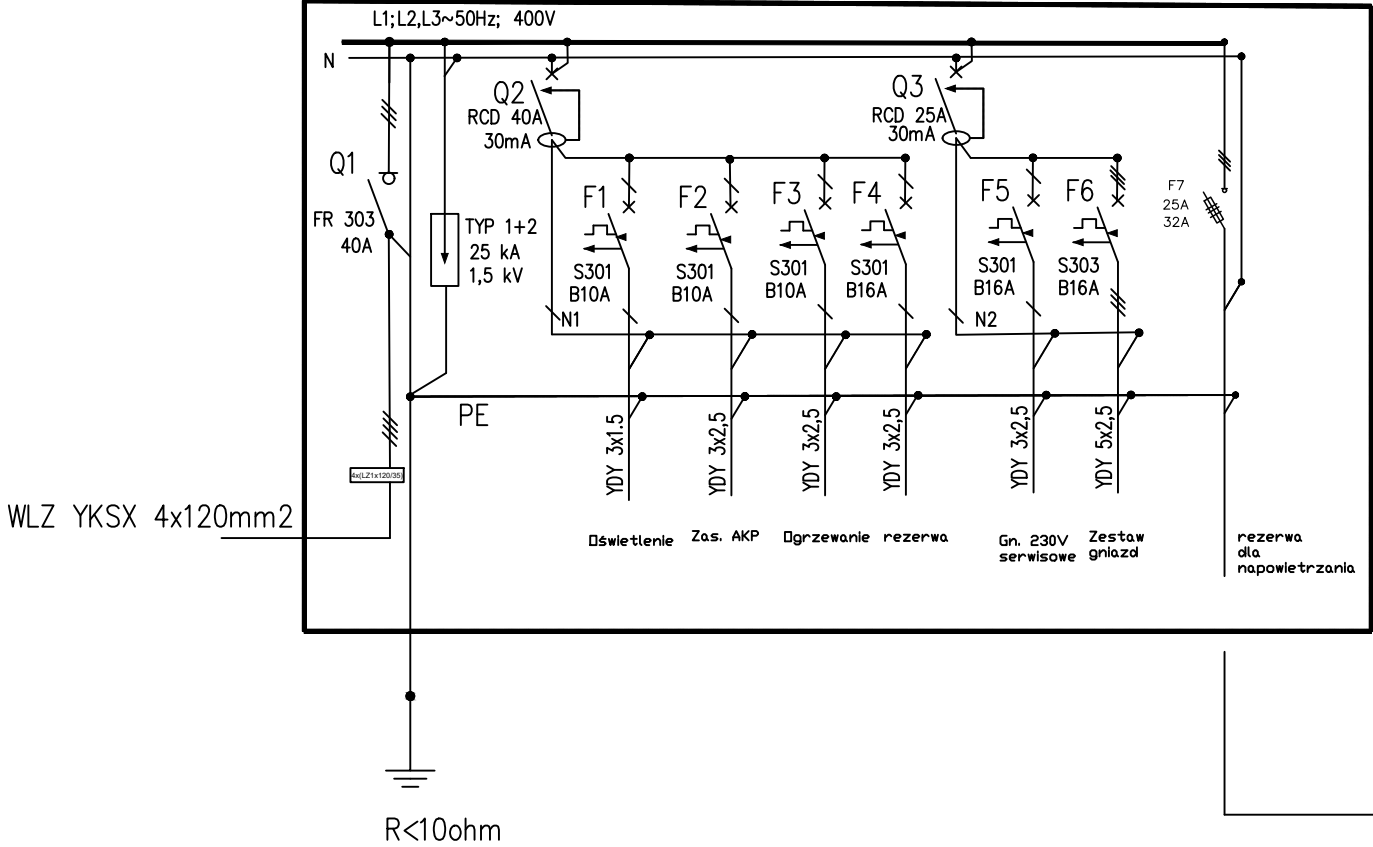 L1;L2,L3~50Hz; 400V
N
Q1
FR 303
40A
TYP 1+2
25 kA
1,5 kV
Q2
RCD 40A
30mA
Q3
RCD 25A
30mA
F1
S301
B10A
F2
S301
B10A
F3
S301
B10A
F4
S301
B16A
F5
S301
B16A
F6
S303
B16A
F7
25A
32A
N1
N2
PE
YDY 3x1.5
YDY 3x2,5
YDY 3x2,5
YDY 3x2,5
YDY 3x2,5
YDY 5x2,5
4x(LZ1x120/35)
WLZ YKSX 4x120mm2
Oświetlenie
Zas. AKP
Ogrzewanie
rezerwa
Gn. 230V
serwisowe
Zestaw
gniazd
rezerwa
dla
napowietrzania
R<10ohm